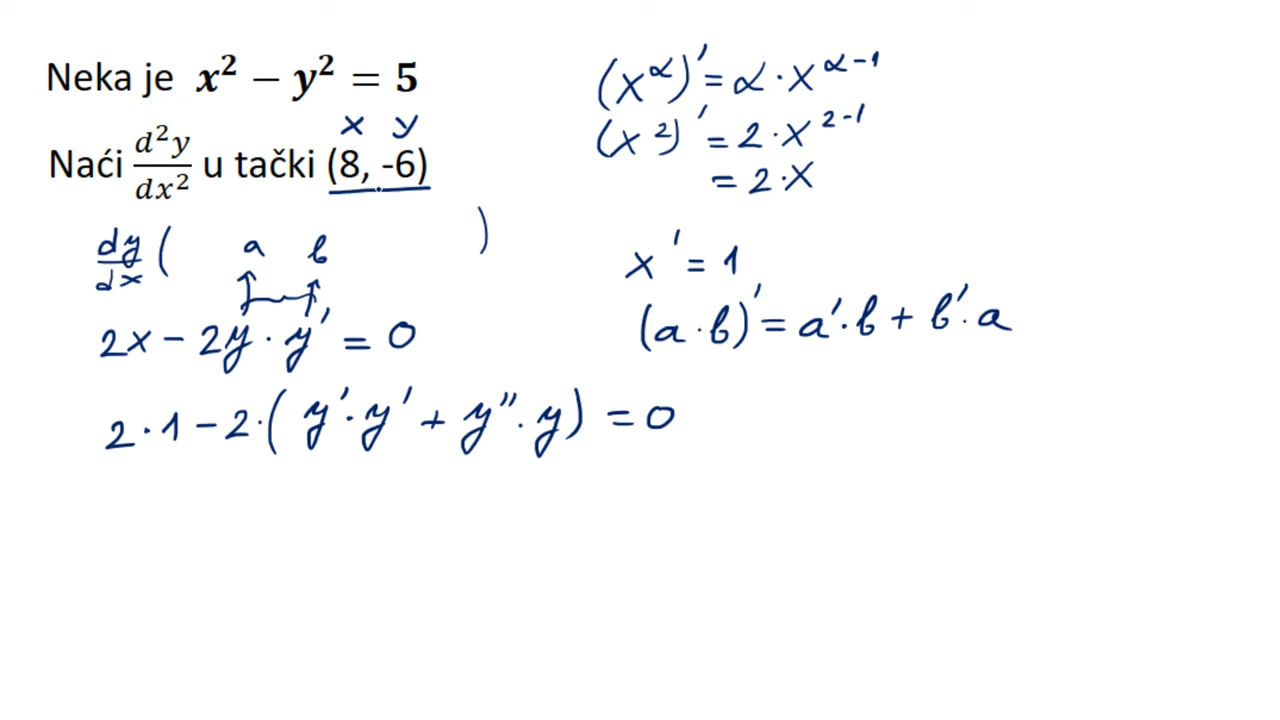 Neka je x² − y² = 5
x y
Naći d²y/dx² u tački (8, -6)
(x^α)' = α · x^(α-1)
(x²)' = 2 · x^(2-1)
= 2 · x
dy/dx ( a b )
x' = 1
(a · b)' = a' · b + b' · a
2x − 2y · y' = 0
2 · 1 − 2 · ( y' · y' + y'' · y ) = 0